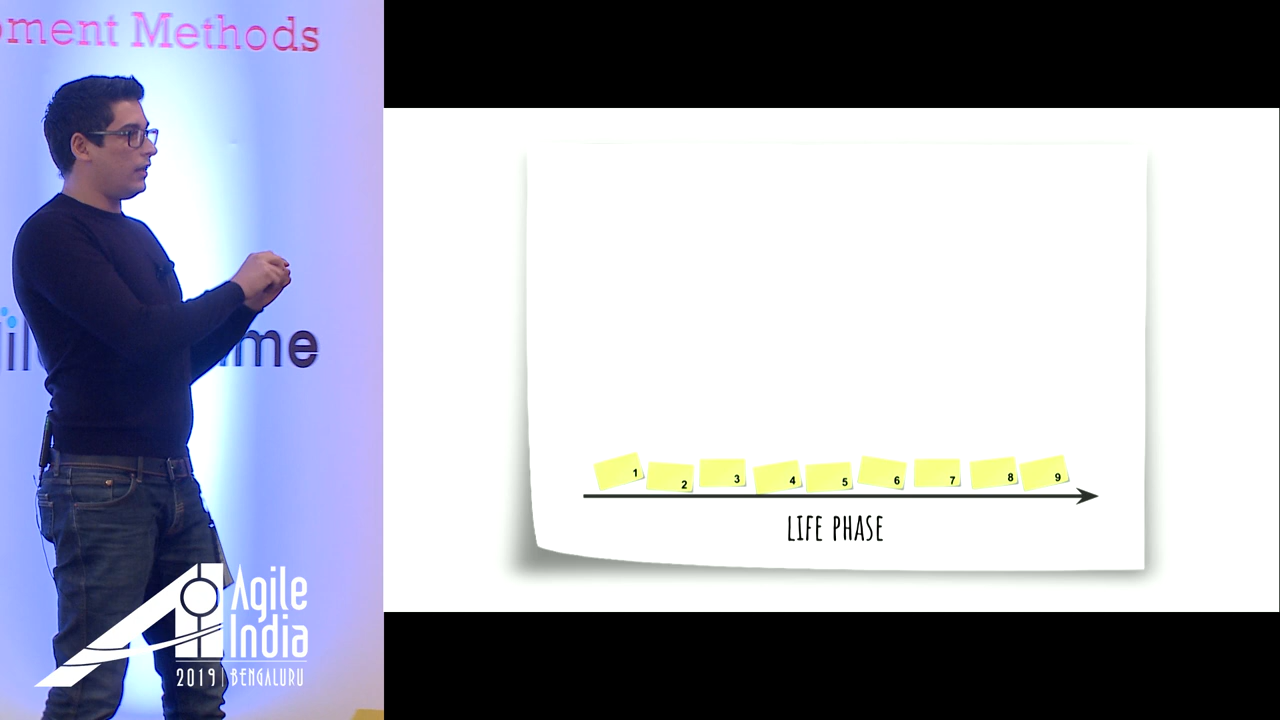 ment Methods
me
Agile
India
2019 | BENGALURU
1 2 3 4 5 6 7 8 9
LIFE PHASE